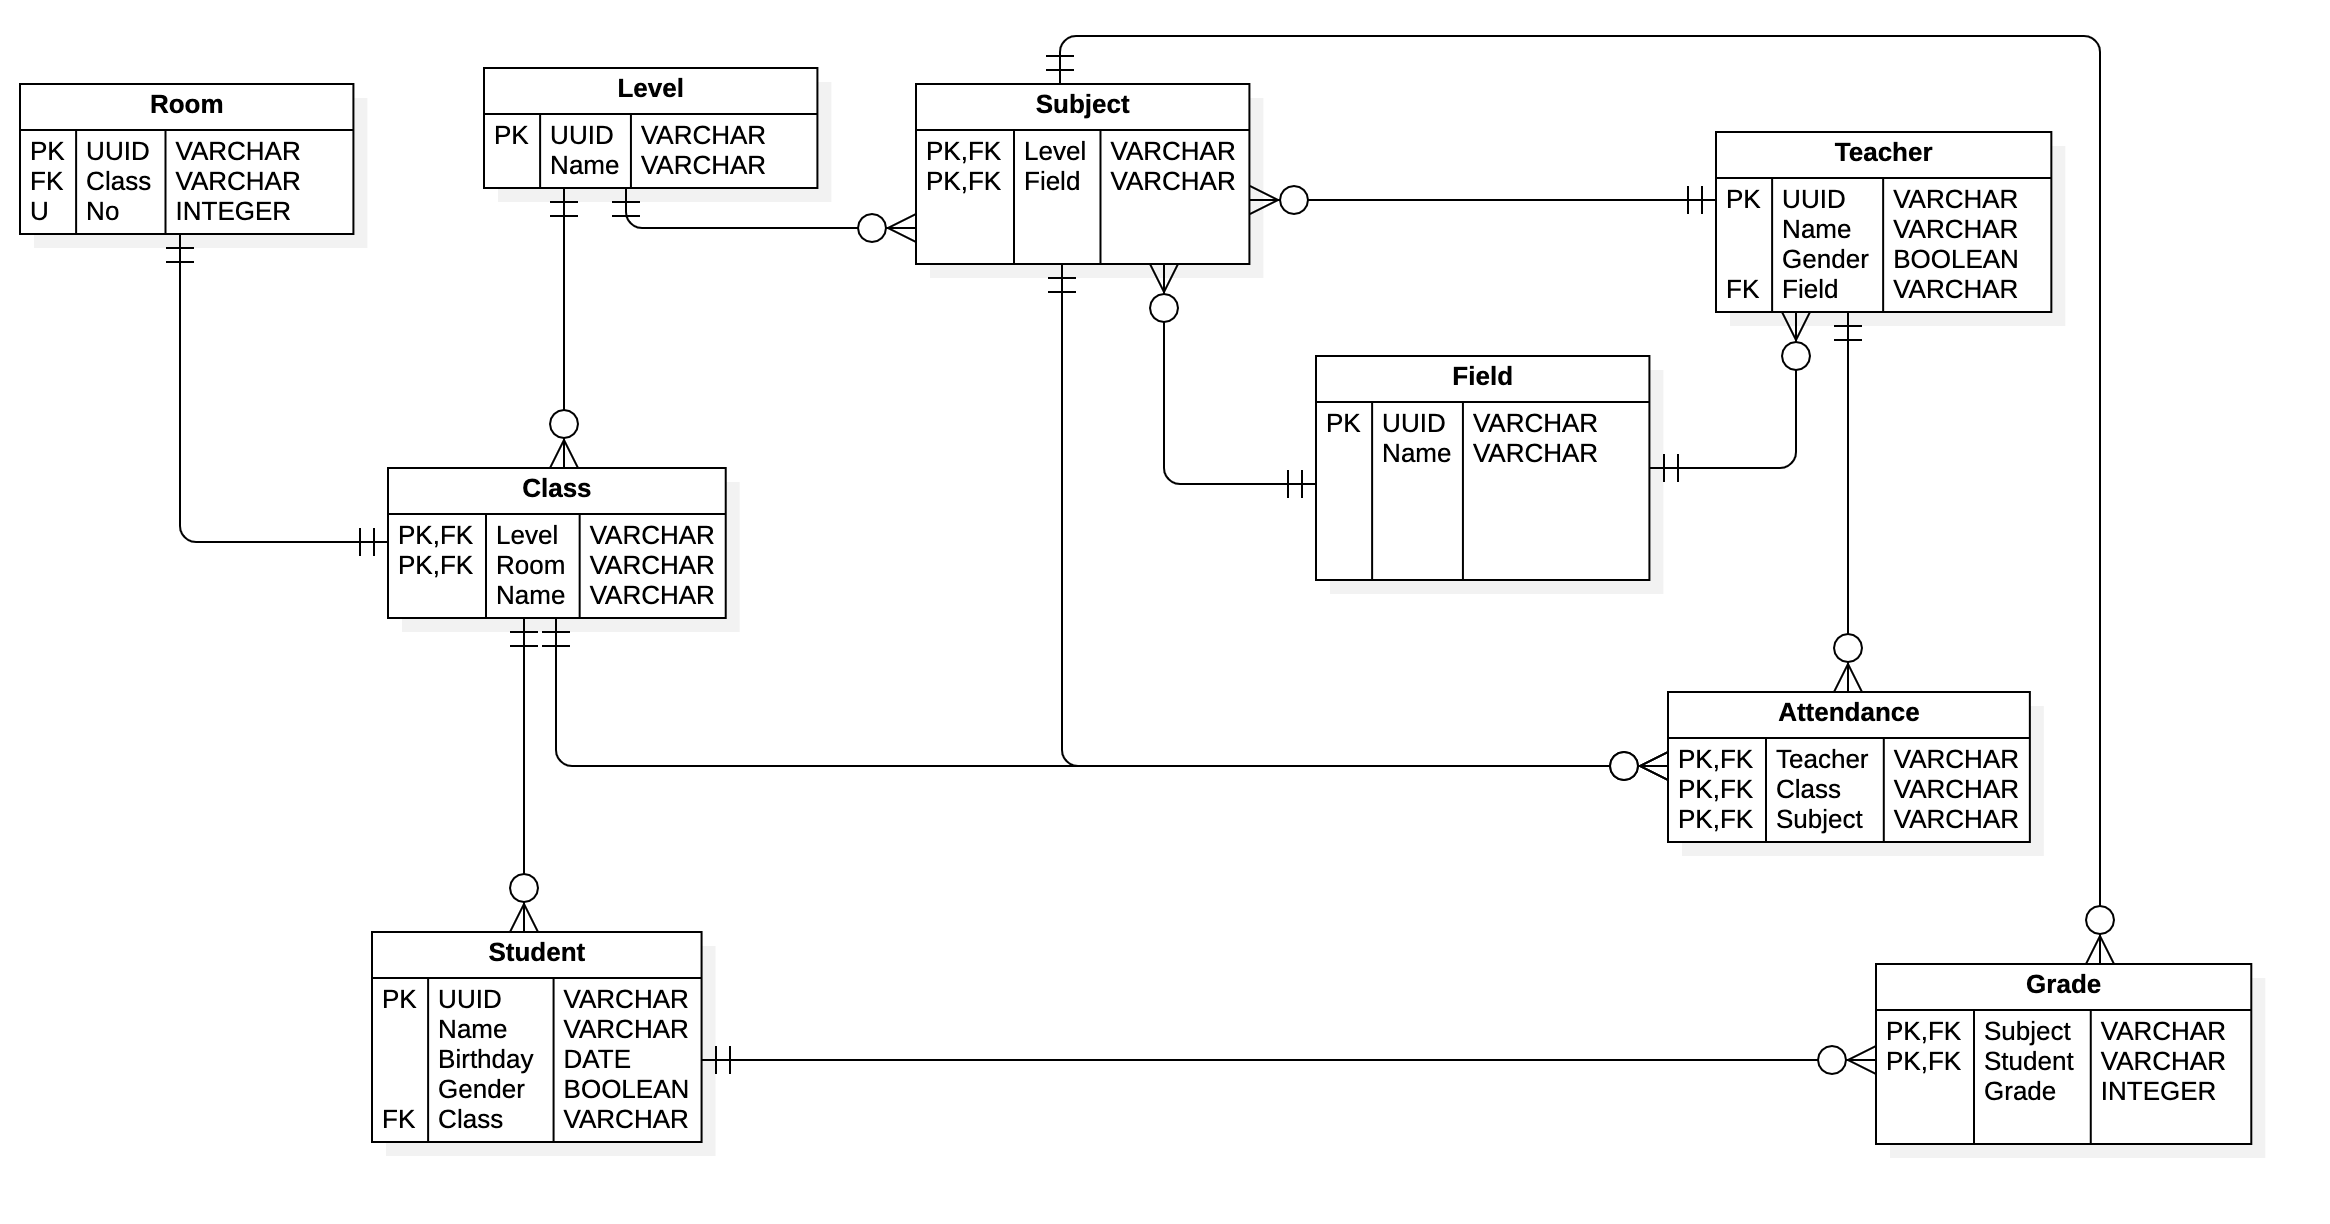 Room
PK UUID VARCHAR
FK Class VARCHAR
U No INTEGER
Level
PK UUID VARCHAR
Name VARCHAR
Subject
PK,FK Level VARCHAR
PK,FK Field VARCHAR
Teacher
PK UUID VARCHAR
Name VARCHAR
Gender BOOLEAN
FK Field VARCHAR
Field
PK UUID VARCHAR
Name VARCHAR
Class
PK,FK Level VARCHAR
PK,FK Room VARCHAR
Name VARCHAR
Attendance
PK,FK Teacher VARCHAR
PK,FK Class VARCHAR
PK,FK Subject VARCHAR
Student
PK UUID VARCHAR
Name VARCHAR
Birthday DATE
Gender BOOLEAN
FK Class VARCHAR
Grade
PK,FK Subject VARCHAR
PK,FK Student VARCHAR
Grade INTEGER